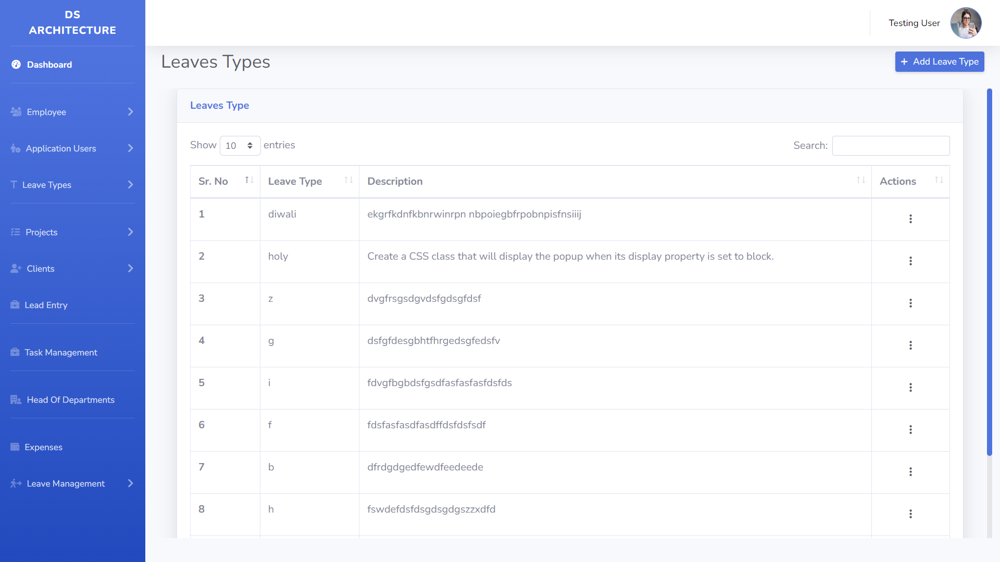 DS
ARCHITECTURE
Testing User
Dashboard
Employee
Application Users
Leave Types
Projects
Clients
Lead Entry
Task Management
Head Of Departments
Expenses
Leave Management
Leaves Types
+ Add Leave Type
Leaves Type
Show 10 entries
Search:
Sr. No Leave Type Description Actions
1 diwali ekgrfkdnfkbnrwinrpn nbpoiegbfrpobnpisfnsiiij
2 holy Create a CSS class that will display the popup when its display property is set to block.
3 z dvgfrsgsdgvdsfgdsgfdsf
4 g dsfgfdesgbhtfhrgedsgfedsfv
5 i fdvgfbgbdsfgsdfasfasfasfdsfds
6 f fdsfasfasdfasdffdsfdsfsdf
7 b dfrdgdgedfewdfeedeede
8 h fswdefdsfdsgdsgdgszzxdfd